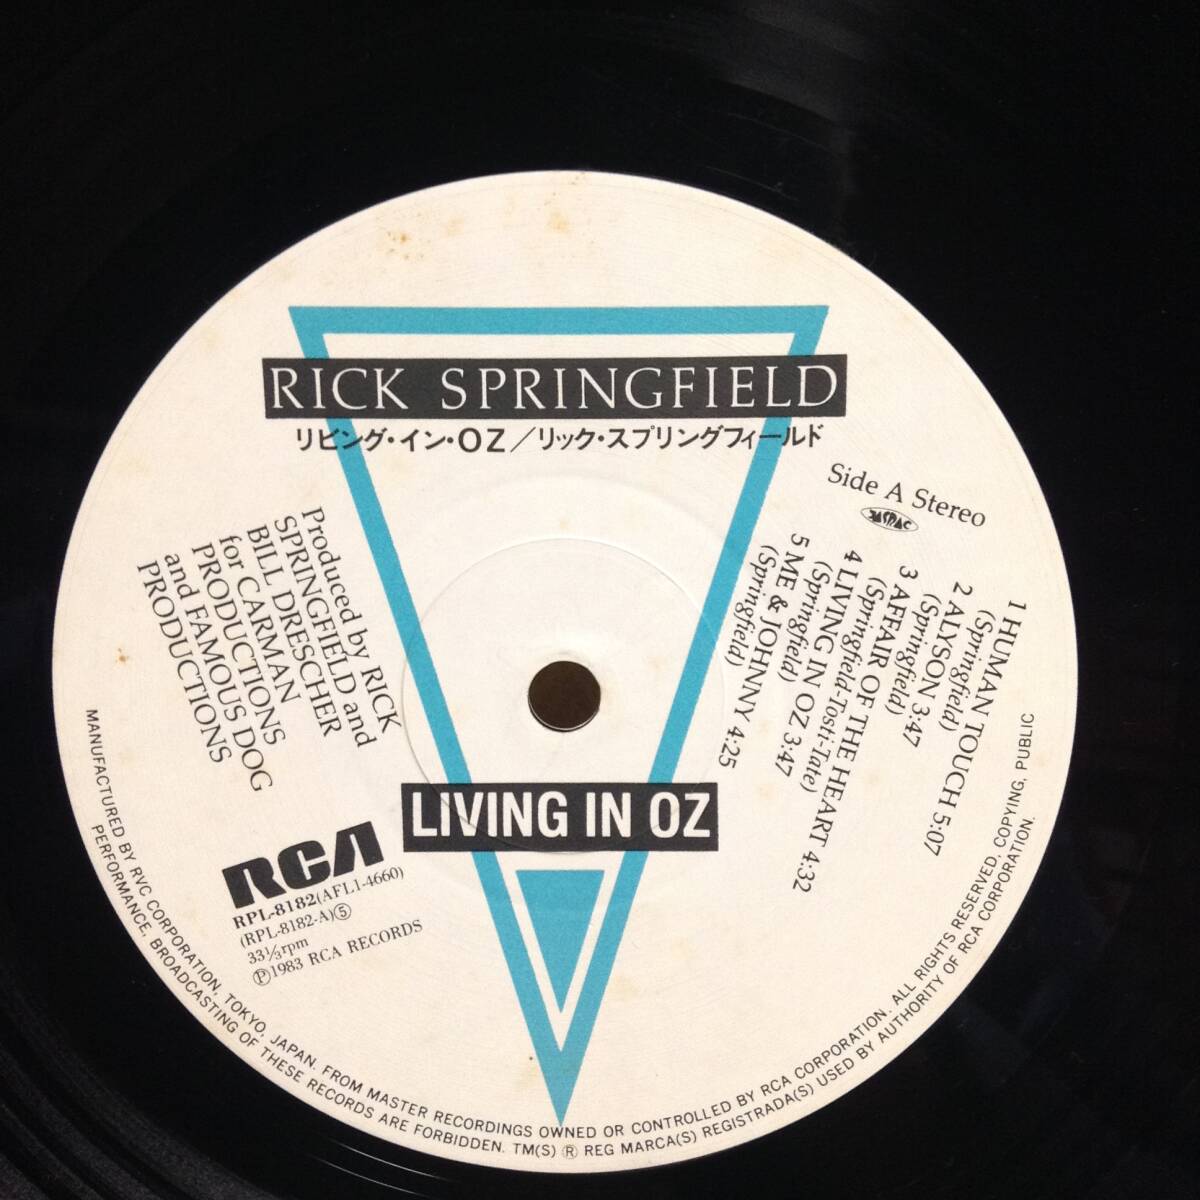 RICK SPRINGFIELD
リビング・イン・OZ/リック・スプリングフィールド
Side A Stereo
JASRAC
1 HUMAN TOUCH 5:07
(Springfield)
2 ALYSON 3:47
(Springfield)
3 AFFAIR OF THE HEART 4:32
(Springfield-Tostt-Tate)
4 LIVING IN OZ 3:47
(Springfield)
5 ME & JOHNNY 4:25
(Springfield)
Produced by RICK
SPRINGFIELD and
BILL DRESCHER
for CARMAN
PRODUCTIONS
and FAMOUS DOG
PRODUCTIONS
LIVING IN OZ
RCA
RPL-8182(AFL1-4660)
(RPL-8182-A)⑤
33⅓rpm
Ⓟ1983 RCA RECORDS
MANUFACTURED BY RVC CORPORATION, TOKYO, JAPAN. FROM MASTER RECORDINGS OWNED OR CONTROLLED BY RCA CORPORATION. ALL RIGHTS RESERVED, COPYING, PUBLIC
PERFORMANCE, BROADCASTING OF THESE RECORDS ARE FORBIDDEN. TM(S) ® REG MARCA(S) REGISTRADA(S) USED BY AUTHORITY OF RCA CORPORATION.